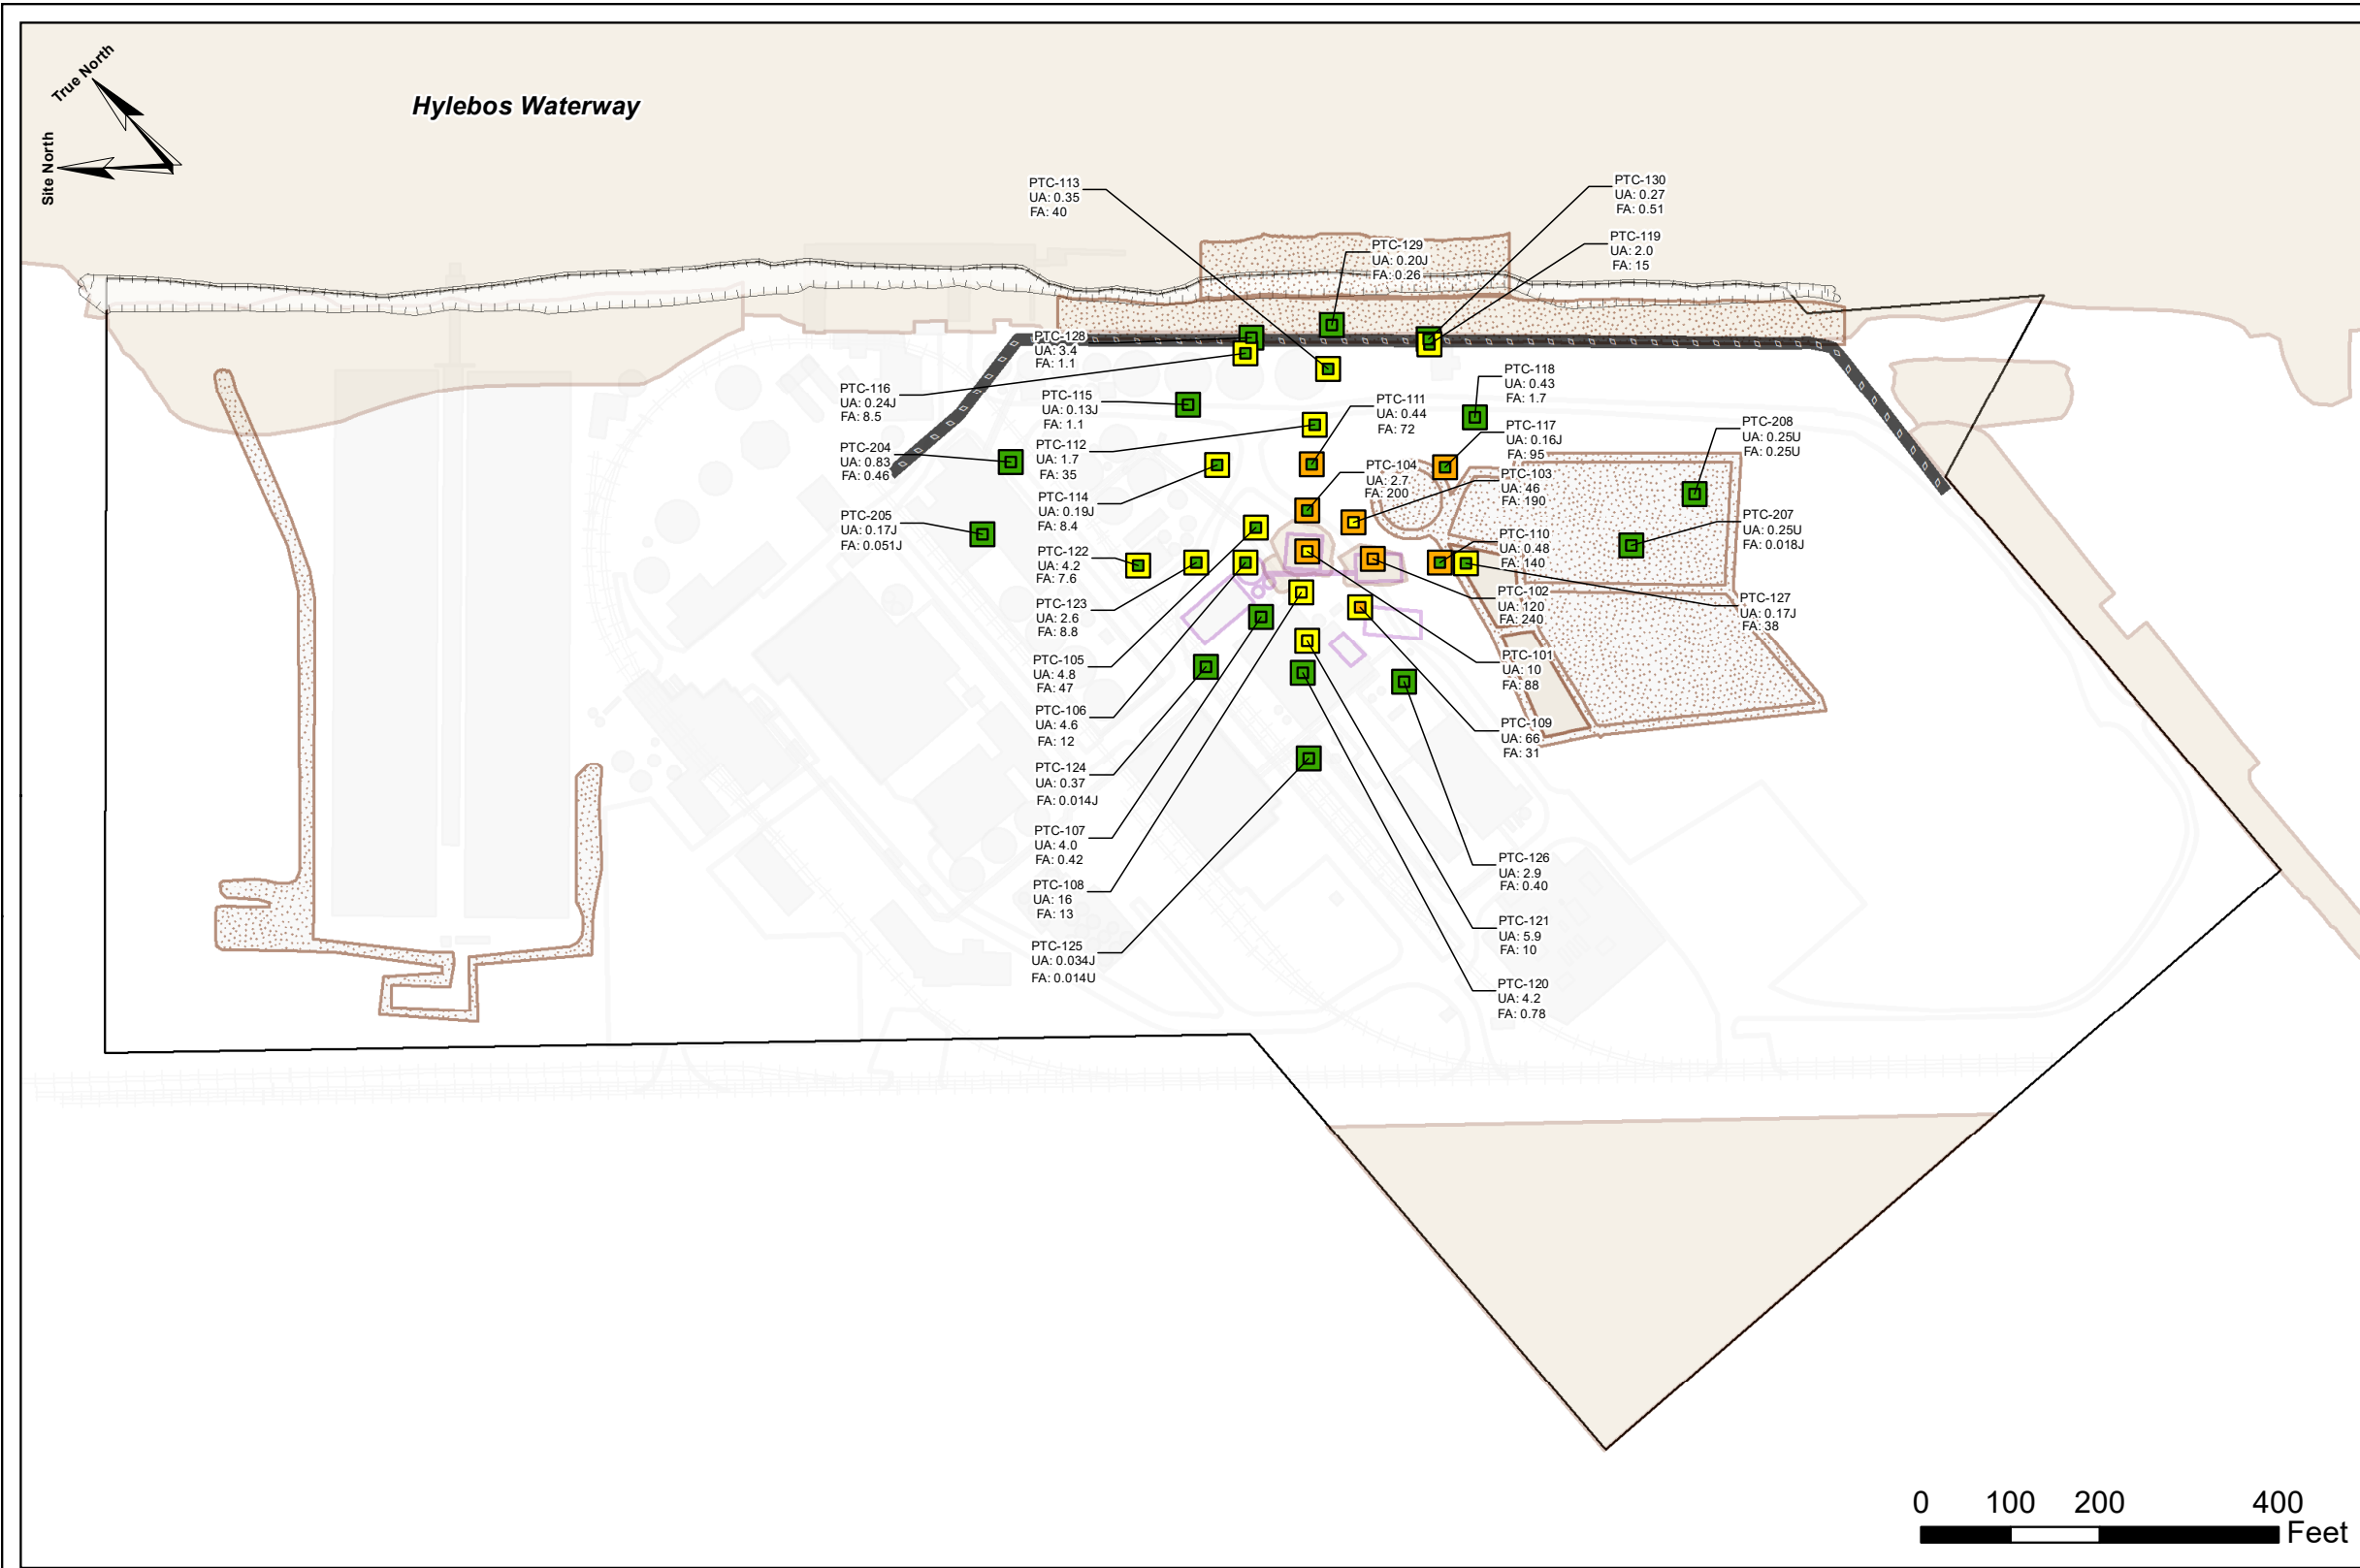 True North
Site North
Hylebos Waterway
PTC-113
UA: 0.35
FA: 40
PTC-130
UA: 0.27
FA: 0.51
PTC-129
UA: 0.20J
FA: 0.26
PTC-119
UA: 2.0
FA: 15
PTC-128
UA: 3.4
FA: 1.1
PTC-116
UA: 0.24J
FA: 8.5
PTC-115
UA: 0.13J
FA: 1.1
PTC-111
UA: 0.44
FA: 72
PTC-118
UA: 0.43
FA: 1.7
PTC-117
UA: 0.16J
FA: 95
PTC-208
UA: 0.25U
FA: 0.25U
PTC-204
UA: 0.83
FA: 0.46
PTC-112
UA: 1.7
FA: 35
PTC-104
UA: 2.7
FA: 200
PTC-103
UA: 46
FA: 190
PTC-114
UA: 0.19J
FA: 8.4
PTC-205
UA: 0.17J
FA: 0.051J
PTC-207
UA: 0.25U
FA: 0.018J
PTC-110
UA: 0.48
FA: 140
PTC-122
UA: 4.2
FA: 7.6
PTC-102
UA: 120
FA: 240
PTC-127
UA: 0.17J
FA: 38
PTC-123
UA: 2.6
FA: 8.8
PTC-105
UA: 4.8
FA: 47
PTC-101
UA: 10
FA: 88
PTC-106
UA: 4.6
FA: 12
PTC-109
UA: 66
FA: 31
PTC-124
UA: 0.37
FA: 0.014J
PTC-107
UA: 4.0
FA: 0.42
PTC-126
UA: 2.9
FA: 0.40
PTC-108
UA: 16
FA: 13
PTC-121
UA: 5.9
FA: 10
PTC-125
UA: 0.034J
FA: 0.014U
PTC-120
UA: 4.2
FA: 0.78
0 100 200 400
Feet